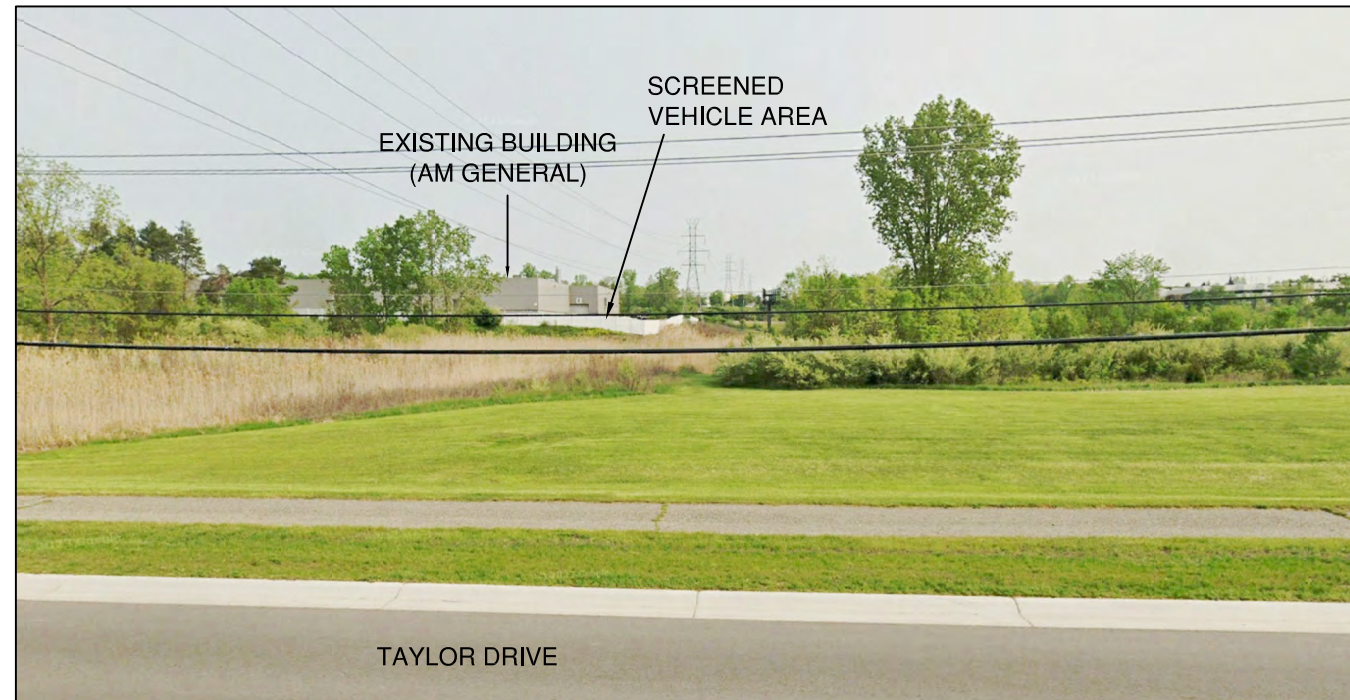 SCREENED
VEHICLE AREA
EXISTING BUILDING
(AM GENERAL)
TAYLOR DRIVE